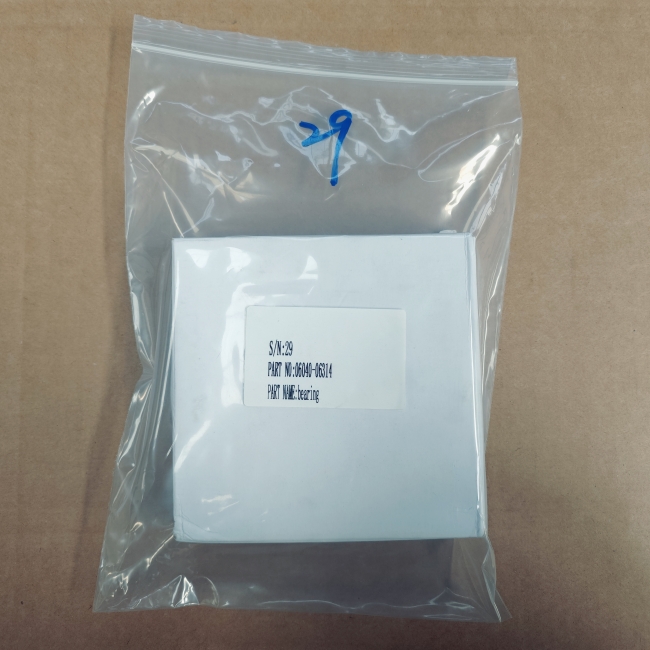 29
S/N:29
PART NO:06040-06314
PART NAME:bearing